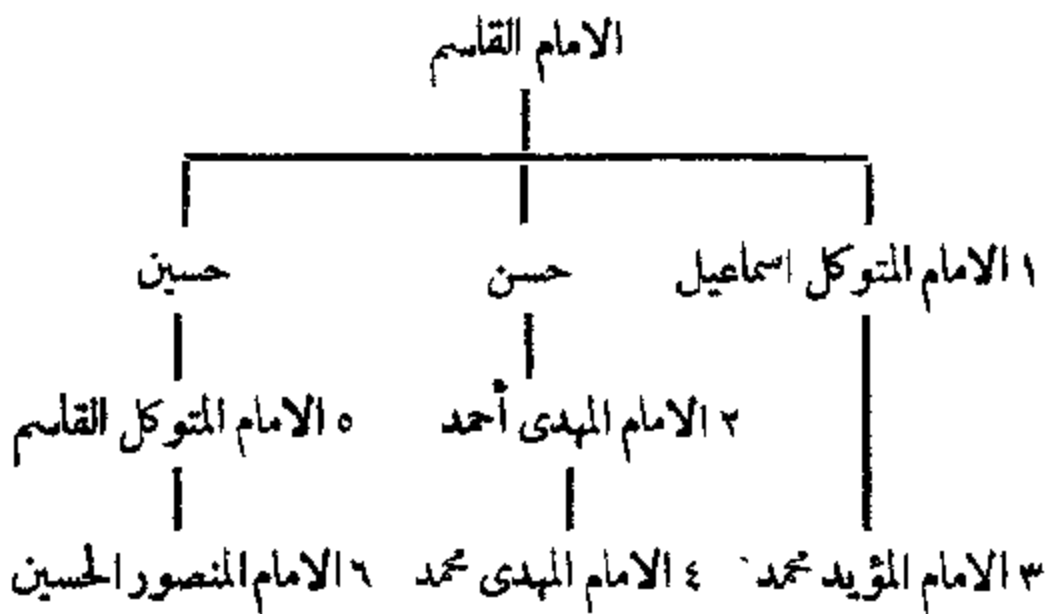 الامام القاسم
١ الامام المتوكل اسماعيل حسن حسين
٢ الامام المهدى أحمد ٥ الامام المتوكل القاسم
٣ الامام المؤيد محمد ٤ الامام المهدى محمد ٦ الامام المنصور الحسين